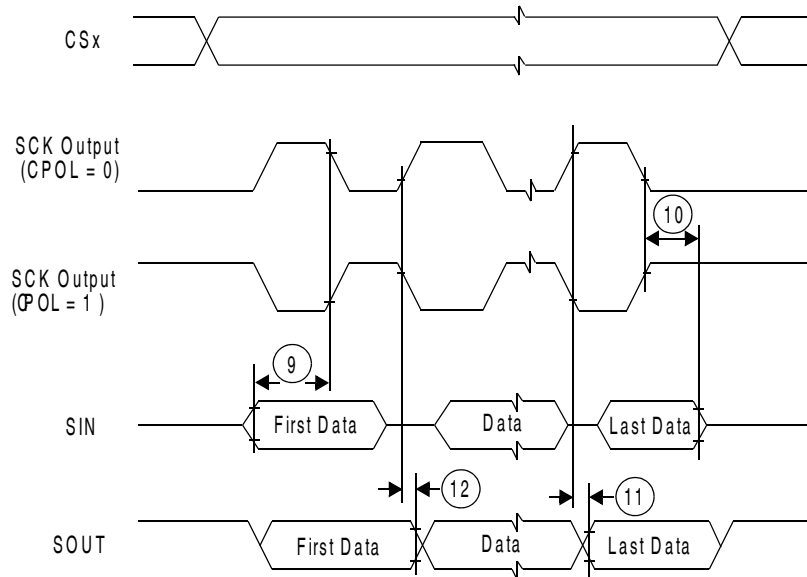 CSx
SCK Output
(CPOL = 0)
10
SCK Output
(CPOL = 1 )
9
SIN
First Data
Data
Last Data
12
11
SOUT
First Data
Data
Last Data